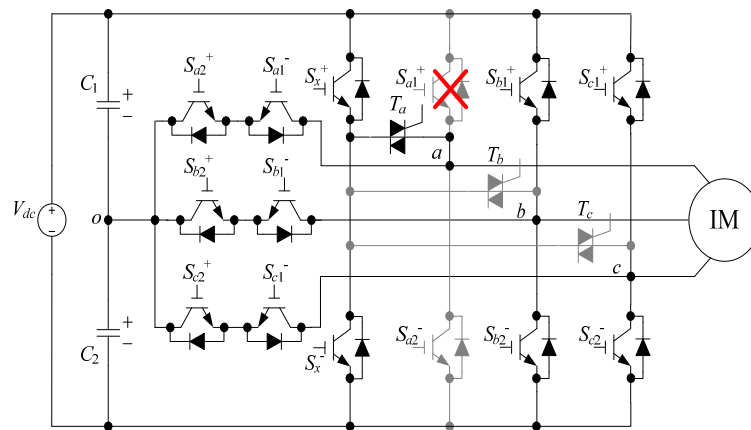 C1
Vdc
C2
o
Sa2+
Sa1-
Sb2+
Sb1-
Sc2+
Sc1-
Sx+
Sa1+
Sb1+
Sc1+
Ta
a
Tb
b
Tc
c
IM
Sx-
Sa2-
Sb2-
Sc2-